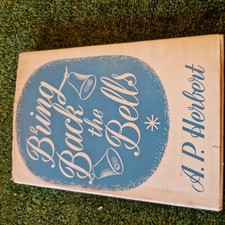 Bring
Back
the
Bells
A.P. Herbert